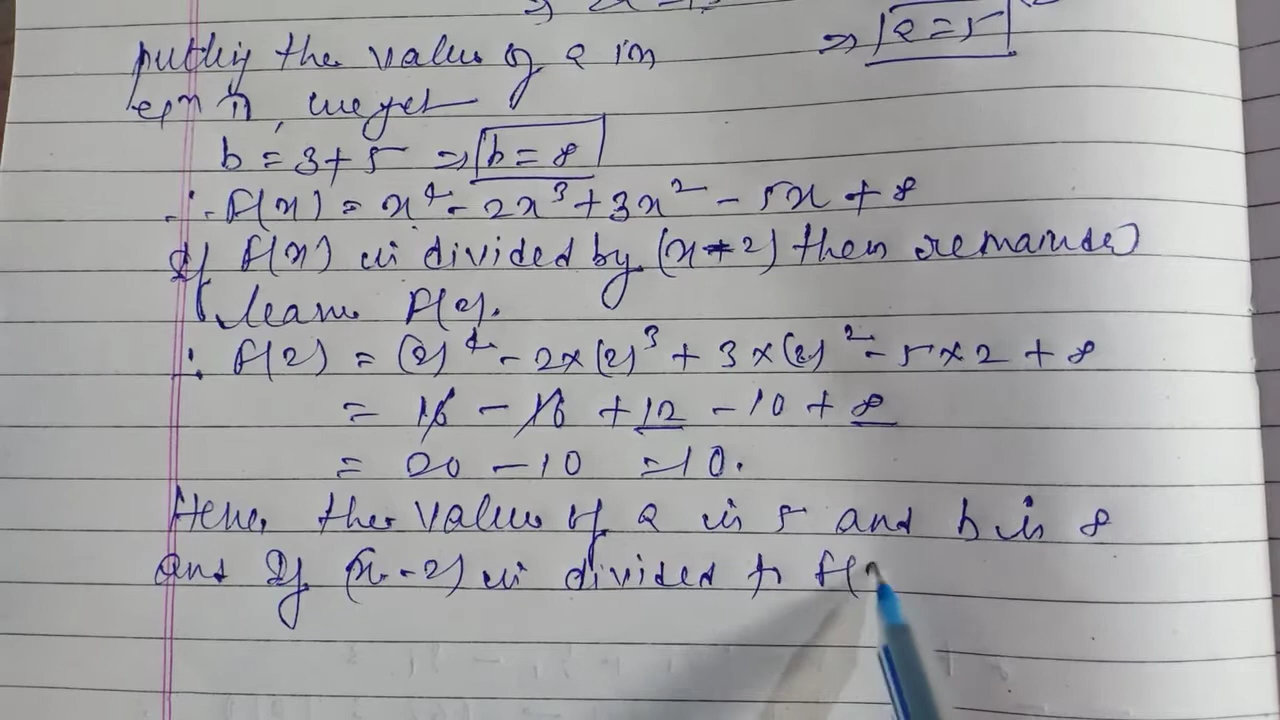 ⇒ a = 5
putting the value of a in
eqn , we get
b = 3 + 5 ⇒ b = 8
∴ f(x) = x⁴ - 2x³ + 3x² - 5x + 8
If f(x) is divided by (x - 2) then remainder
leave f(2).
∴ f(2) = (2)⁴ - 2×(2)³ + 3×(2)² - 5×2 + 8
= 16 - 16 + 12 - 10 + 8
= 20 - 10 = 10.
Hence, the value of a is 5 and b is 8
and If (x - 2) is divided f(